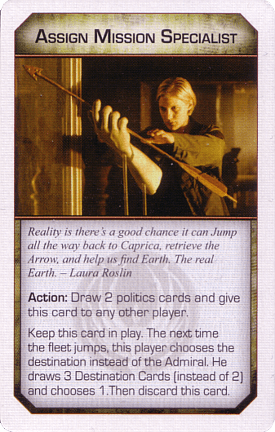 Assign Mission Specialist
Reality is there's a good chance it can Jump
all the way back to Caprica, retrieve the
Arrow, and help us find Earth. The real
Earth. – Laura Roslin
Action: Draw 2 politics cards and give
this card to any other player.
Keep this card in play. The next time
the fleet jumps, this player chooses the
destination instead of the Admiral. He
draws 3 Destination Cards (instead of 2)
and chooses 1.Then discard this card.